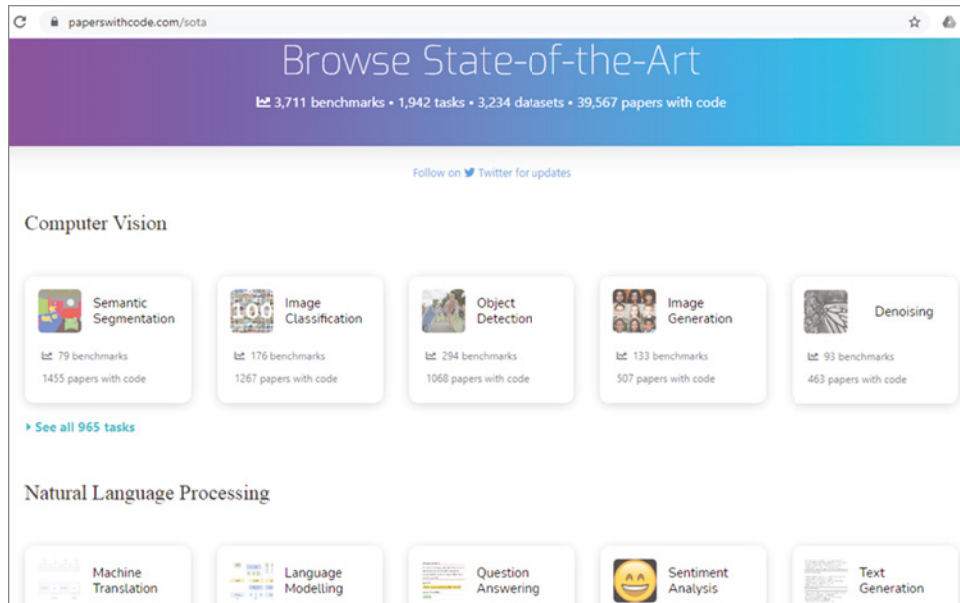 paperswithcode.com/sota
Browse State-of-the-Art
3,711 benchmarks • 1,942 tasks • 3,234 datasets • 39,567 papers with code
Follow on Twitter for updates
Computer Vision
Semantic
Segmentation
79 benchmarks
1455 papers with code
Image
Classification
176 benchmarks
1267 papers with code
Object
Detection
294 benchmarks
1068 papers with code
Image
Generation
133 benchmarks
507 papers with code
Denoising
93 benchmarks
463 papers with code
See all 965 tasks
Natural Language Processing
Machine
Translation
Language
Modelling
Question
Answering
Sentiment
Analysis
Text
Generation
100